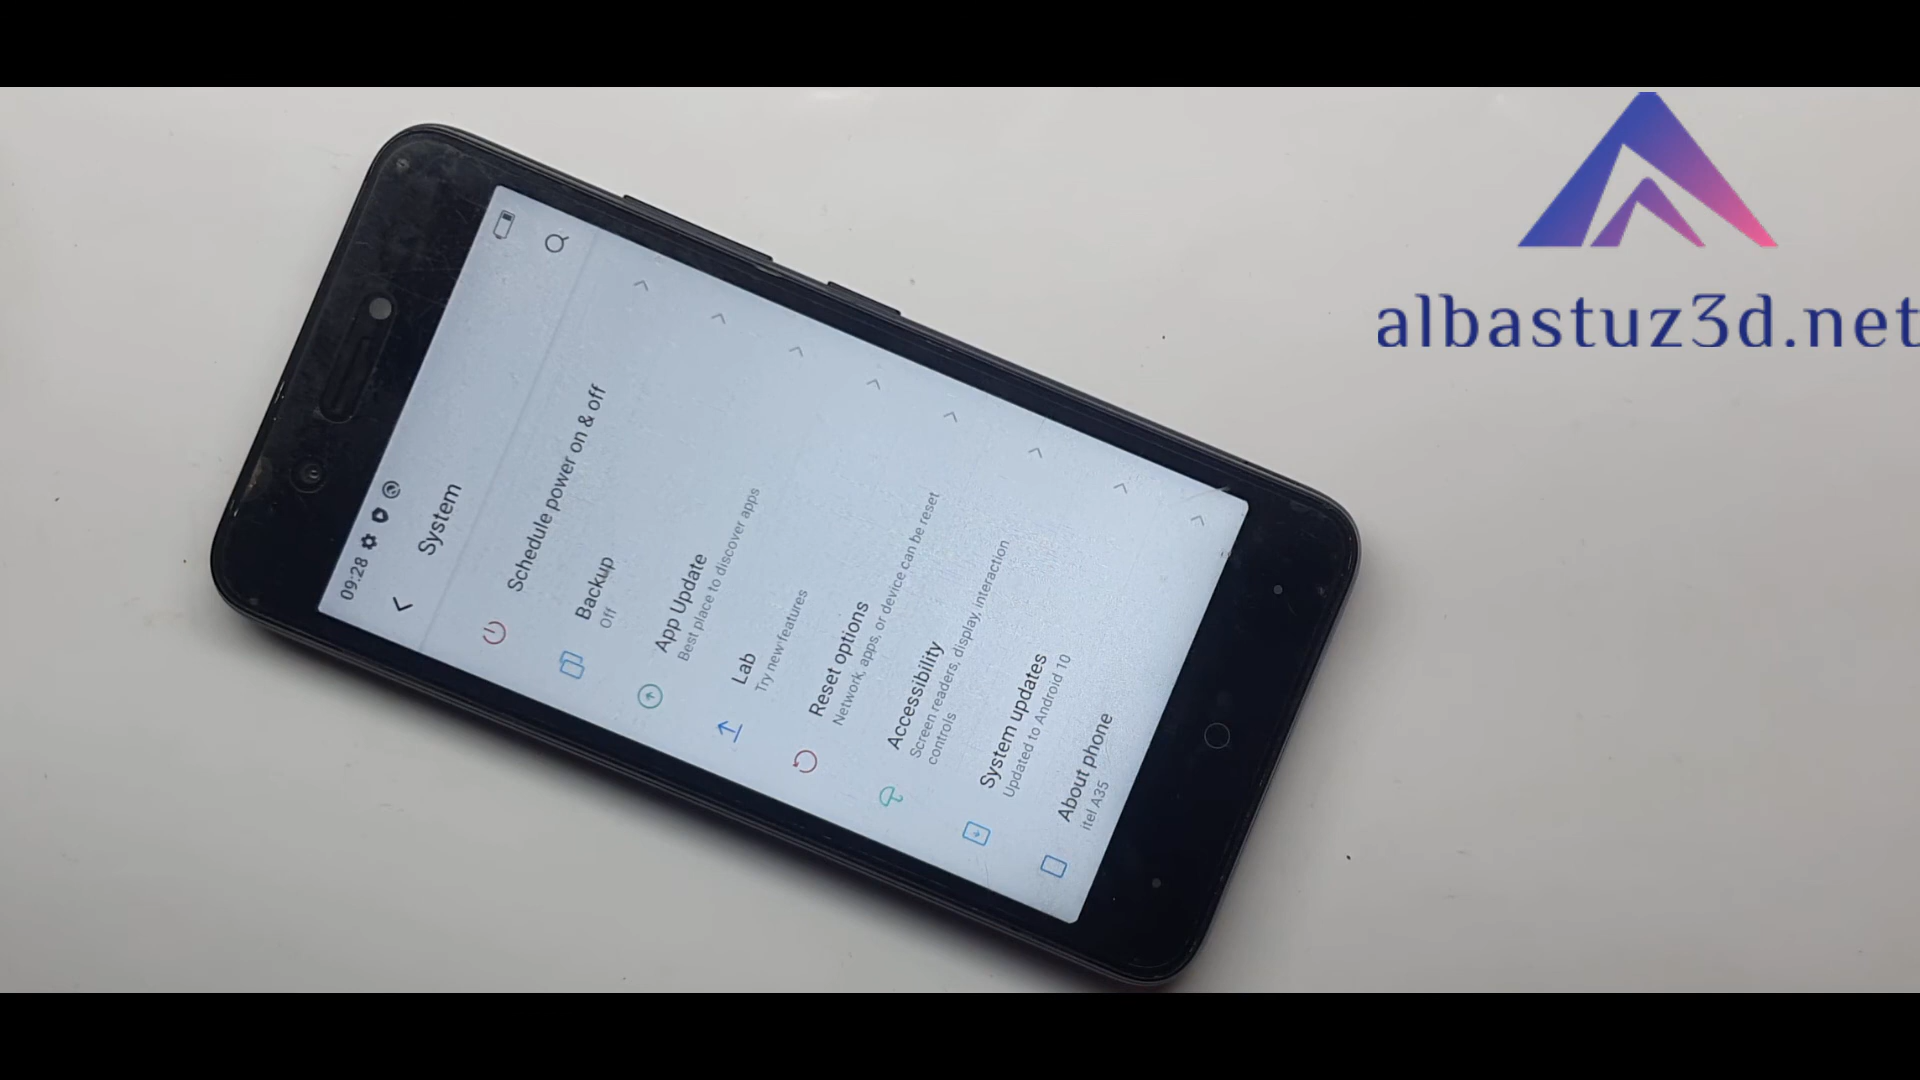 09:28
System
Schedule power on & off
Backup
Off
App Update
Best place to discover apps
Lab
Try new features
Reset options
Network, apps, or device can be reset
Accessibility
Screen readers, display, interaction
controls
System updates
Updated to Android 10
About phone
itel A35
albastuz3d.net